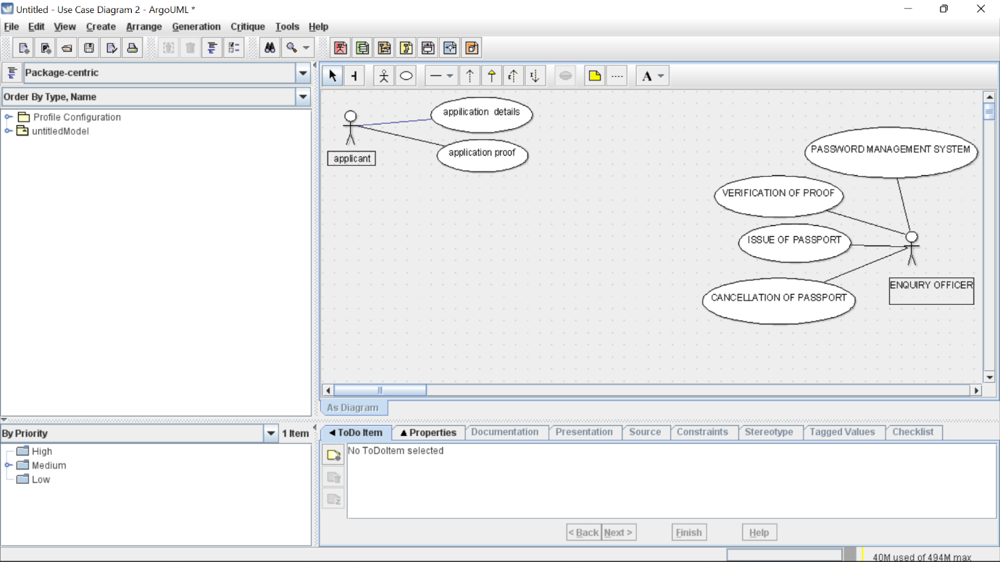 Untitled - Use Case Diagram 2 - ArgoUML *
File Edit View Create Arrange Generation Critique Tools Help
Package-centric
Order By Type, Name
Profile Configuration
untitledModel
A
appilication details
application proof
applicant
PASSWORD MANAGEMENT SYSTEM
VERIFICATION OF PROOF
ISSUE OF PASSPORT
CANCELLATION OF PASSPORT
ENQUIRY OFFICER
As Diagram
By Priority
1 Item
High
Medium
Low
ToDo Item Properties Documentation Presentation Source Constraints Stereotype Tagged Values Checklist
No ToDoItem selected
< Back Next > Finish Help
40M used of 494M max